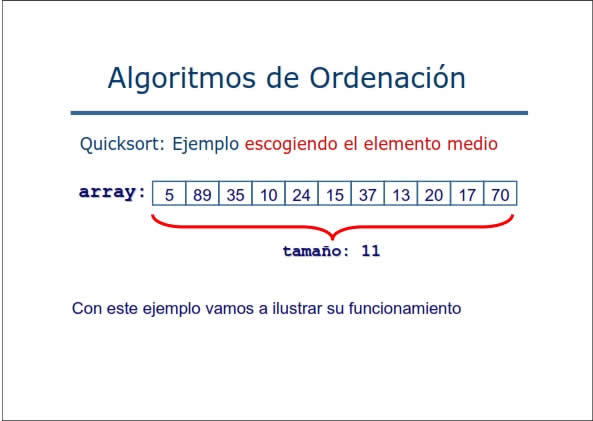 Algoritmos de Ordenación
Quicksort: Ejemplo escogiendo el elemento medio
array: 5 89 35 10 24 15 37 13 20 17 70
tamaño: 11
Con este ejemplo vamos a ilustrar su funcionamiento